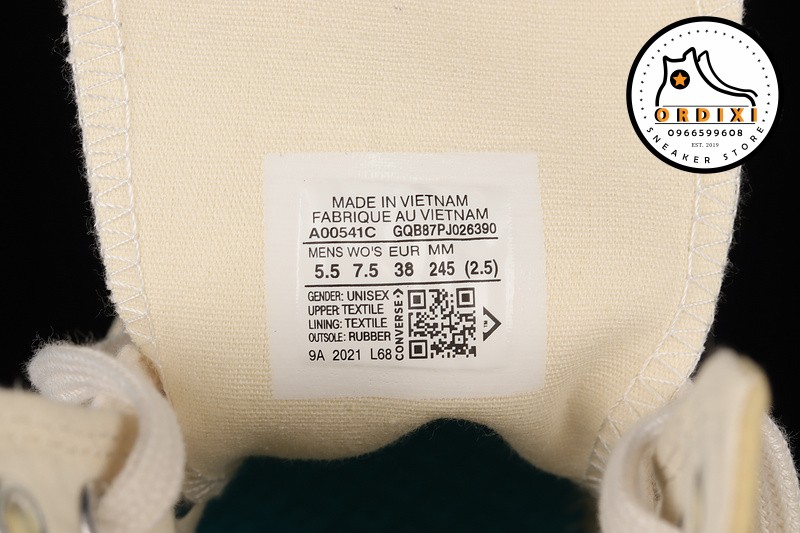 ORDIXI
0966599608
EST. 2019
SNEAKER STORE
MADE IN VIETNAM
FABRIQUE AU VIETNAM
A00541C GQB87PJ026390
MENS WO'S EUR MM
5.5 7.5 38 245 (2.5)
GENDER: UNISEX
UPPER: TEXTILE
LINING: TEXTILE
OUTSOLE: RUBBER
9A 2021 L68
CONVERSE
TM